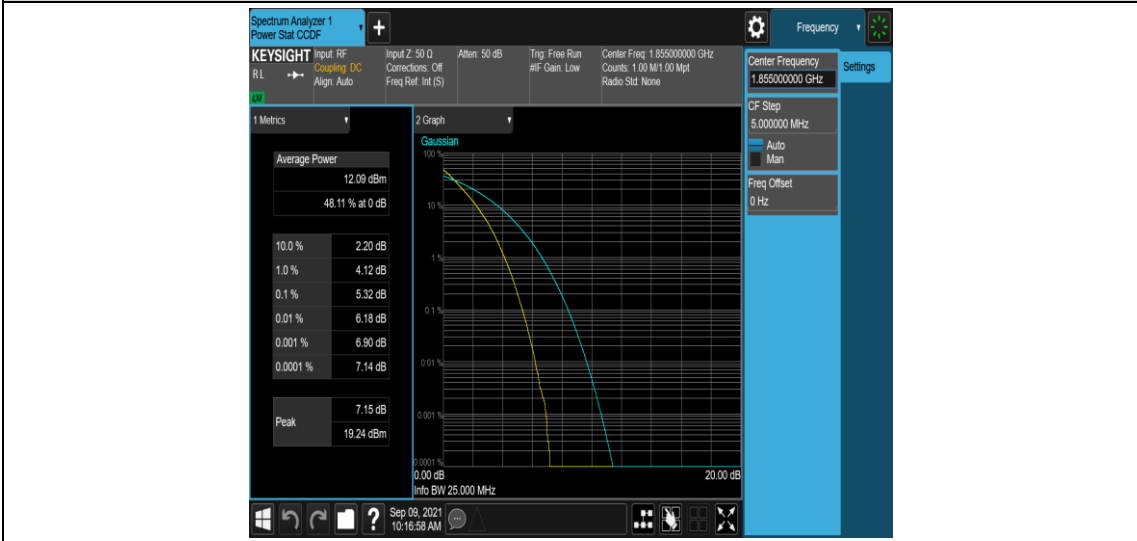 Spectrum Analyzer 1
Power Stat CCDF
+
Frequency
KEYSIGHT
RL
LM
Input: RF
Coupling: DC
Align: Auto
Input Z: 50 Ω
Corrections: Off
Freq Ref: Int (S)
Atten: 50 dB
Trig: Free Run
#IF Gain: Low
Center Freq: 1.855000000 GHz
Counts: 1.00 M/1.00 Mpt
Radio Std: None
Center Frequency
1.855000000 GHz
Settings
CF Step
5.000000 MHz
Auto
Man
Freq Offset
0 Hz
1 Metrics
Average Power
12.09 dBm
48.11 % at 0 dB
10.0 % 2.20 dB
1.0 % 4.12 dB
0.1 % 5.32 dB
0.01 % 6.18 dB
0.001 % 6.90 dB
0.0001 % 7.14 dB
Peak 7.15 dB
19.24 dBm
2 Graph
Gaussian
100 %
10 %
1 %
0.1 %
0.01 %
0.001 %
0.0001 %
0.00 dB 20.00 dB
Info BW 25.000 MHz
?
Sep 09, 2021
10:16:58 AM